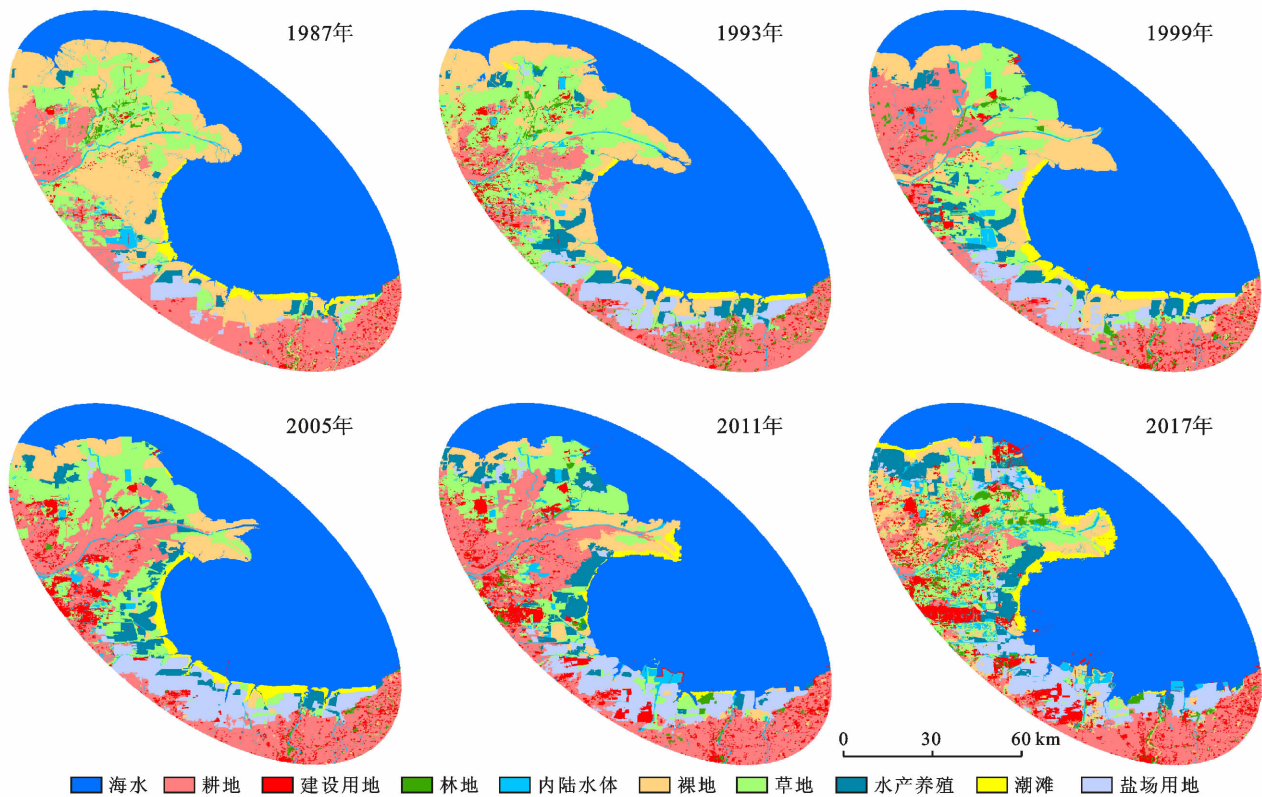 1987年
1993年
1999年
2005年
2011年
2017年
0 30 60 km
海水 耕地 建设用地 林地 内陆水体 裸地 草地 水产养殖 潮滩 盐场用地